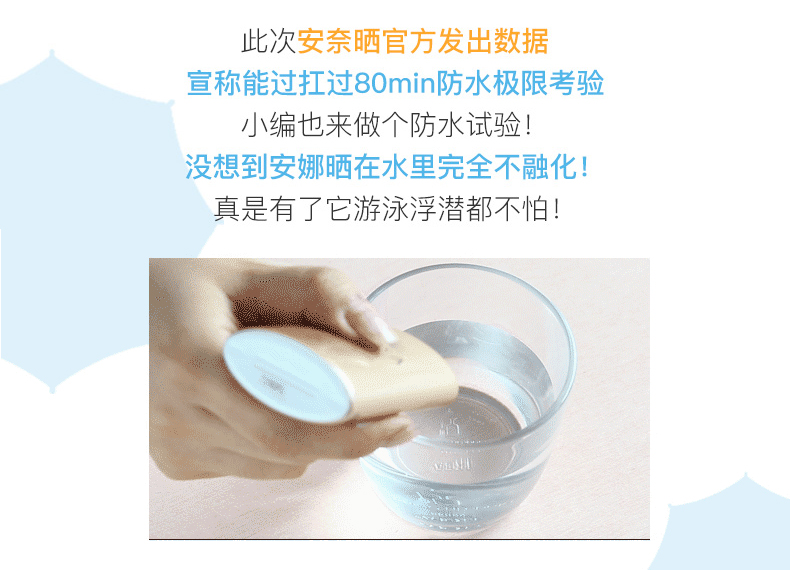 此次安奈晒官方发出数据
宣称能过扛过80min防水极限考验
小编也来做个防水试验！
没想到安娜晒在水里完全不融化！
真是有了它游泳浮潜都不怕！